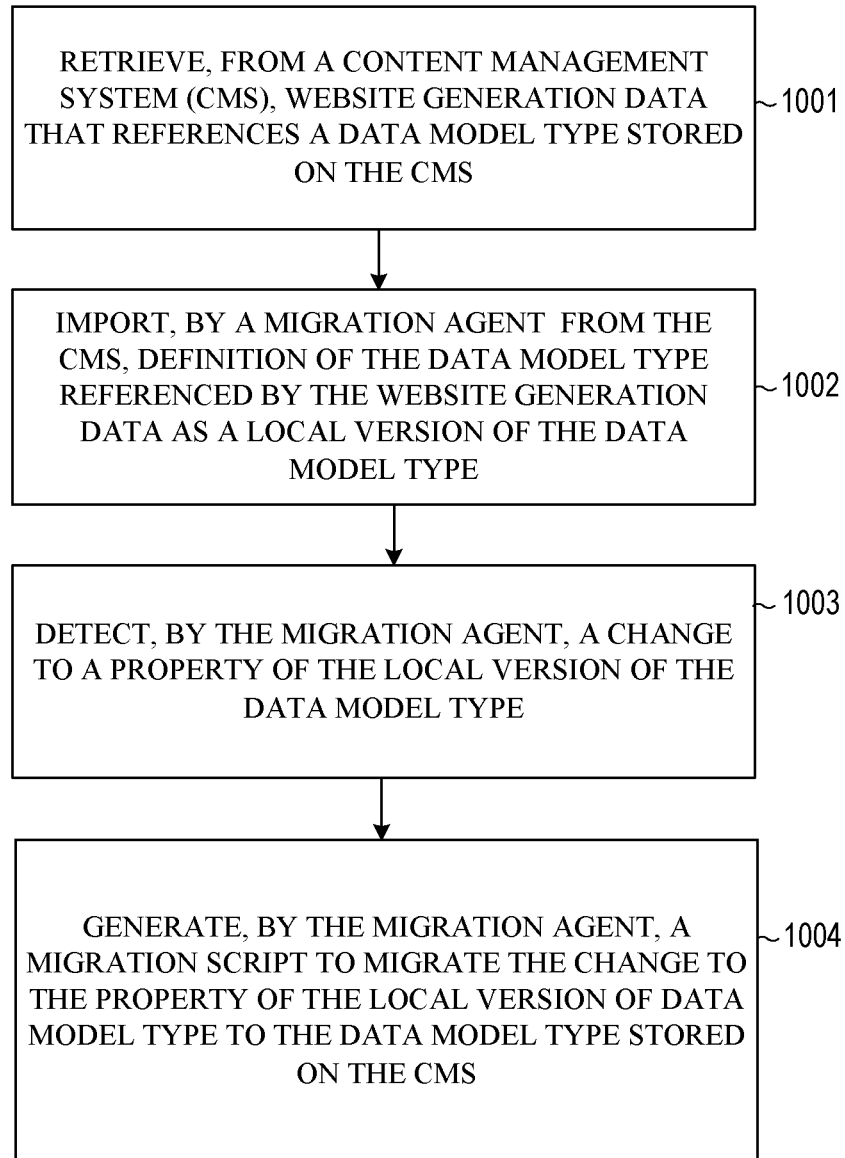 RETRIEVE, FROM A CONTENT MANAGEMENT
SYSTEM (CMS), WEBSITE GENERATION DATA
THAT REFERENCES A DATA MODEL TYPE STORED
ON THE CMS
1001
IMPORT, BY A MIGRATION AGENT FROM THE
CMS, DEFINITION OF THE DATA MODEL TYPE
REFERENCED BY THE WEBSITE GENERATION
DATA AS A LOCAL VERSION OF THE DATA
MODEL TYPE
1002
DETECT, BY THE MIGRATION AGENT, A CHANGE
TO A PROPERTY OF THE LOCAL VERSION OF THE
DATA MODEL TYPE
1003
GENERATE, BY THE MIGRATION AGENT, A
MIGRATION SCRIPT TO MIGRATE THE CHANGE TO
THE PROPERTY OF THE LOCAL VERSION OF DATA
MODEL TYPE TO THE DATA MODEL TYPE STORED
ON THE CMS
1004